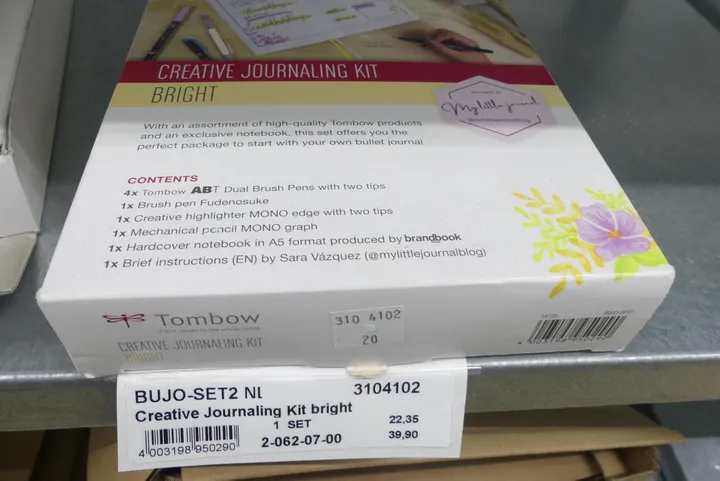 CREATIVE JOURNALING KIT
BRIGHT
My little journal
With an assortment of high-quality Tombow products
and an exclusive notebook, this set offers you the
perfect package to start with your own bullet journal
CONTENTS
4x Tombow ABT Dual Brush Pens with two tips
1x Brush pen Fudenosuke
1x Creative highlighter MONO edge with two tips
1x Mechanical pencil MONO graph
1x Hardcover notebook in A5 format produced by brandbook
1x Brief instructions (EN) by Sara Vázquez (@mylittlejournalblog)
Tombow
CREATIVE JOURNALING KIT
BRIGHT
310 4102
20
BUJO-SET2 NL 3104102
Creative Journaling Kit bright
1 SET 22,35
2-062-07-00 39,90
4 003198 950290